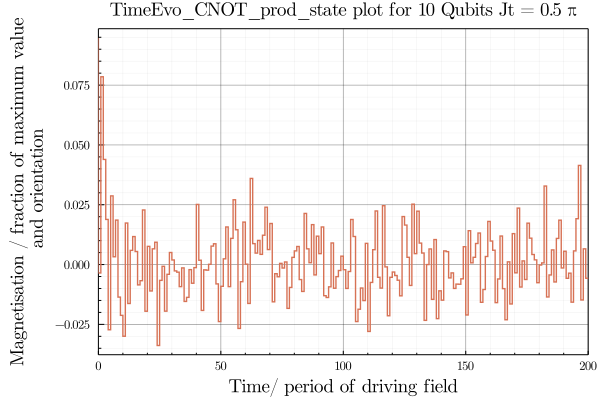 TimeEvo_CNOT_prod_state plot for 10 Qubits Jt = 0.5 π
Magnetisation / fraction of maximum value
and orientation
0.075
0.050
0.025
0.000
−0.025
0
50
100
150
200
Time/ period of driving field